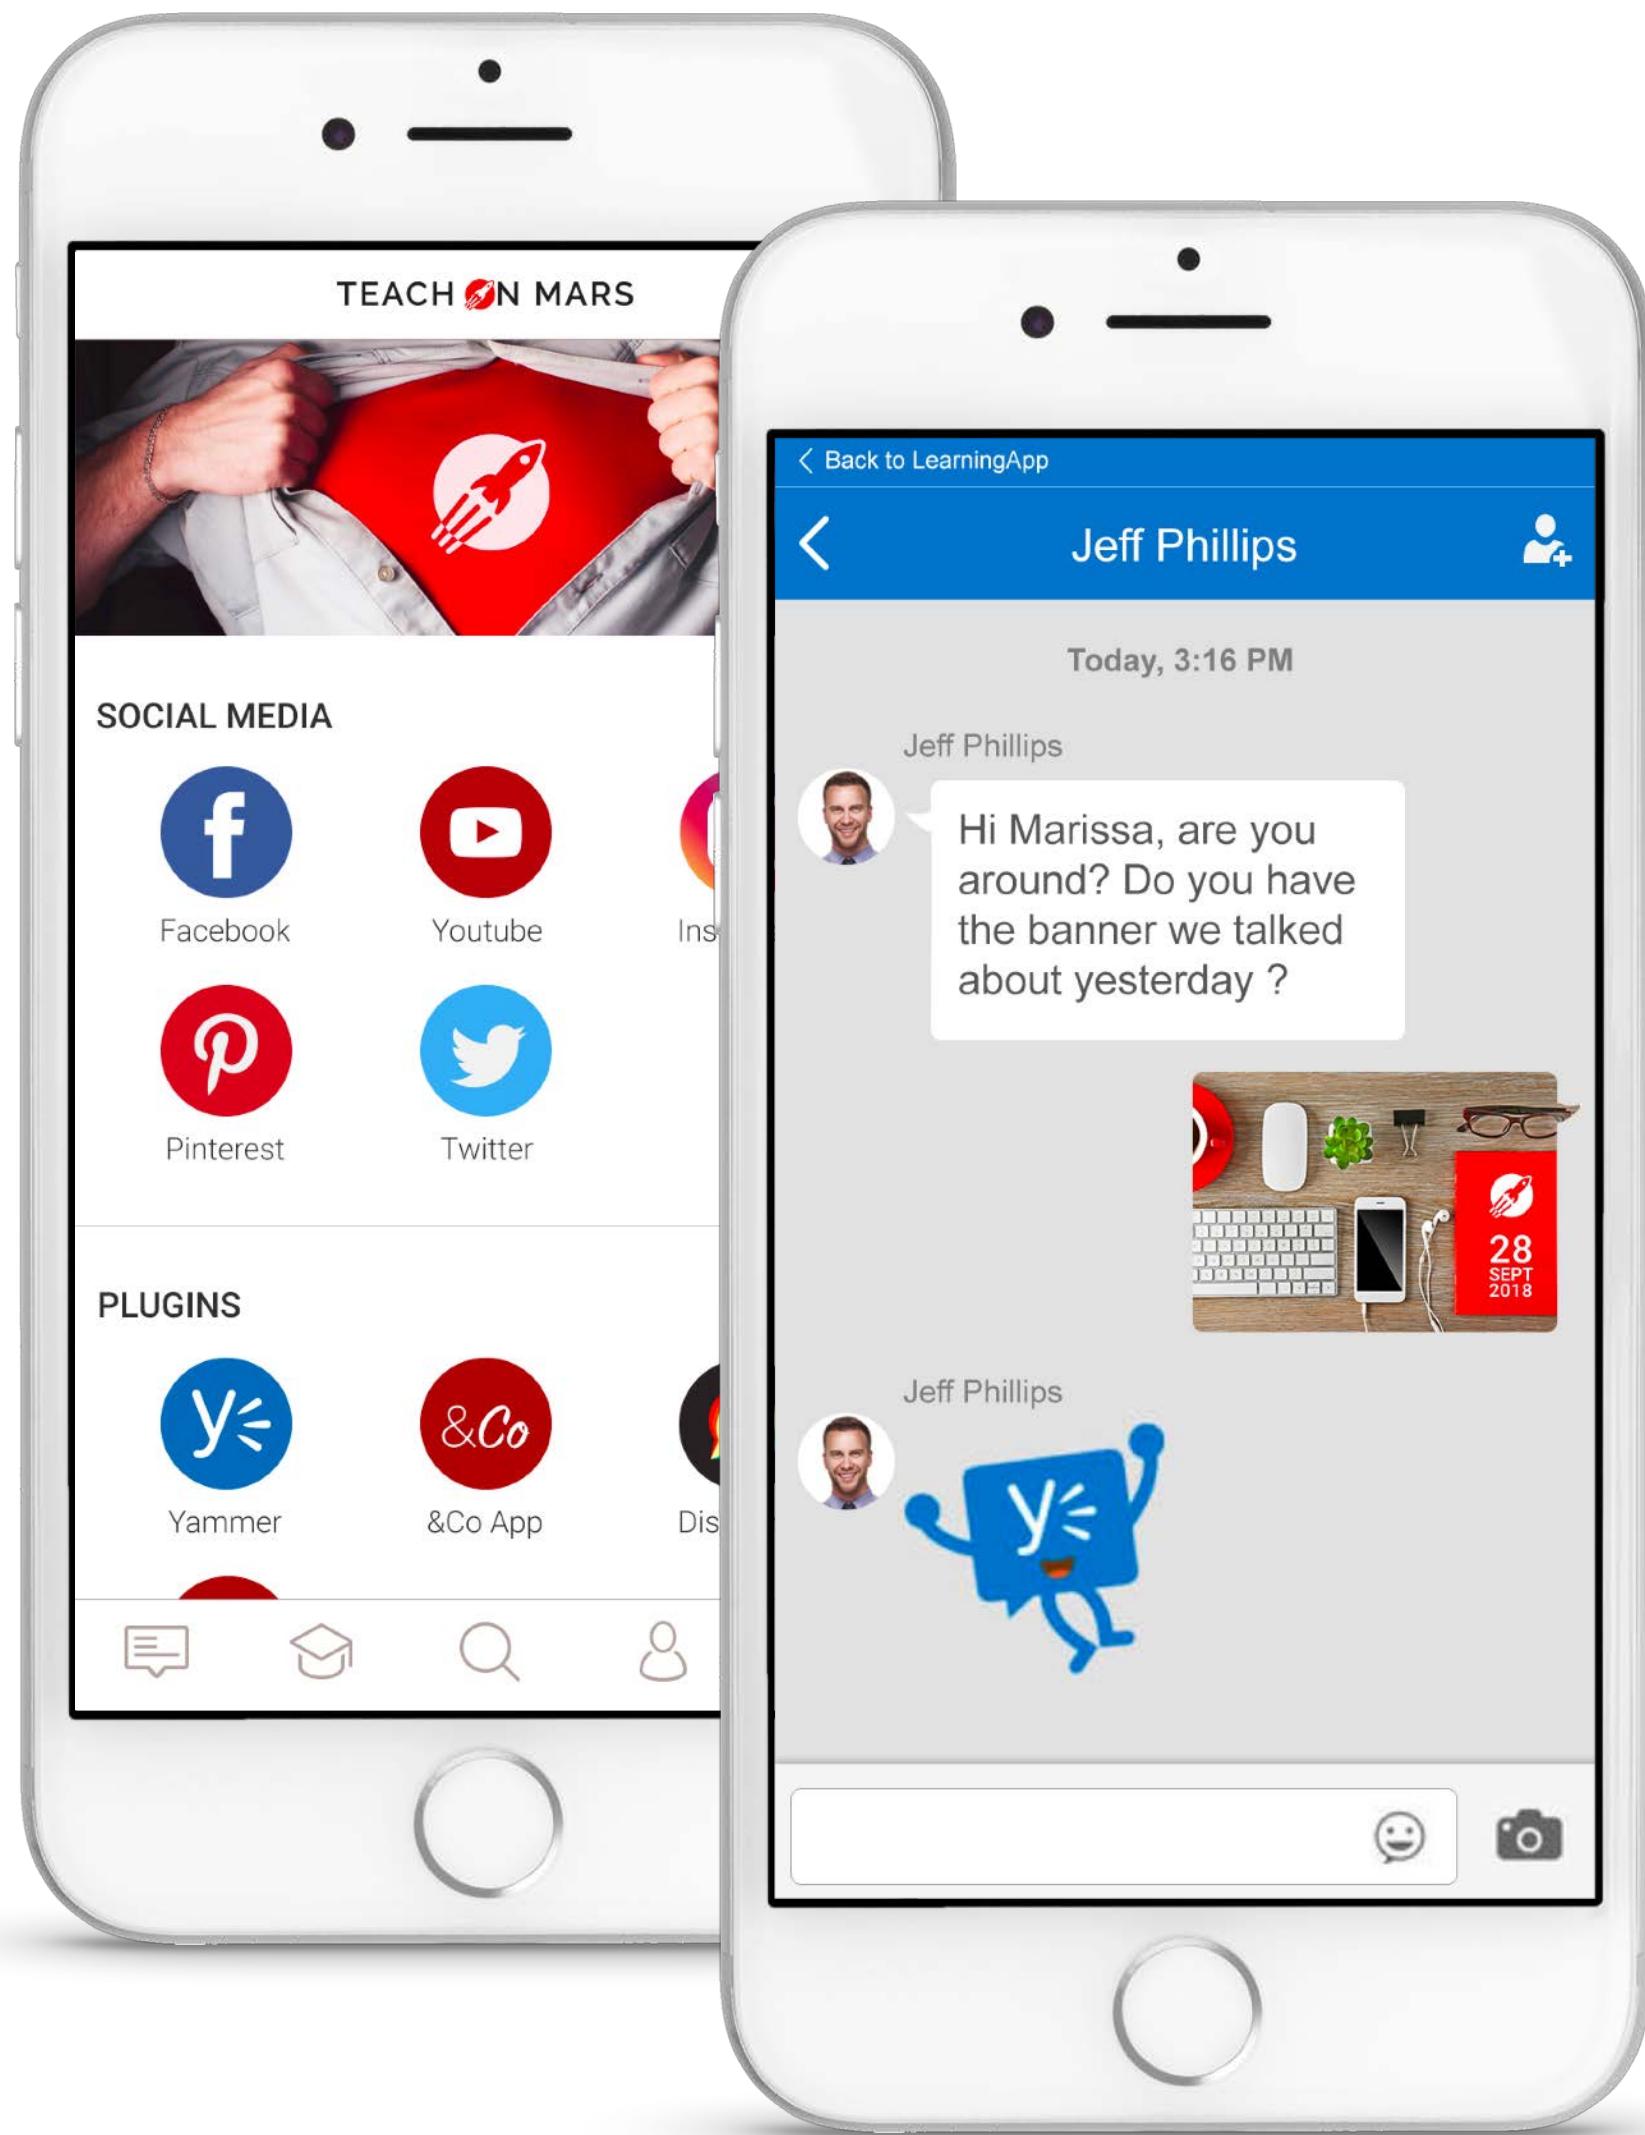 TEACH ON MARS
SOCIAL MEDIA
Facebook
Youtube
Ins
Pinterest
Twitter
PLUGINS
Yammer
&Co
&Co App
Dis
Back to LearningApp
Jeff Phillips
Today, 3:16 PM
Jeff Phillips
Hi Marissa, are you
around? Do you have
the banner we talked
about yesterday ?
28
SEPT
2018
Jeff Phillips